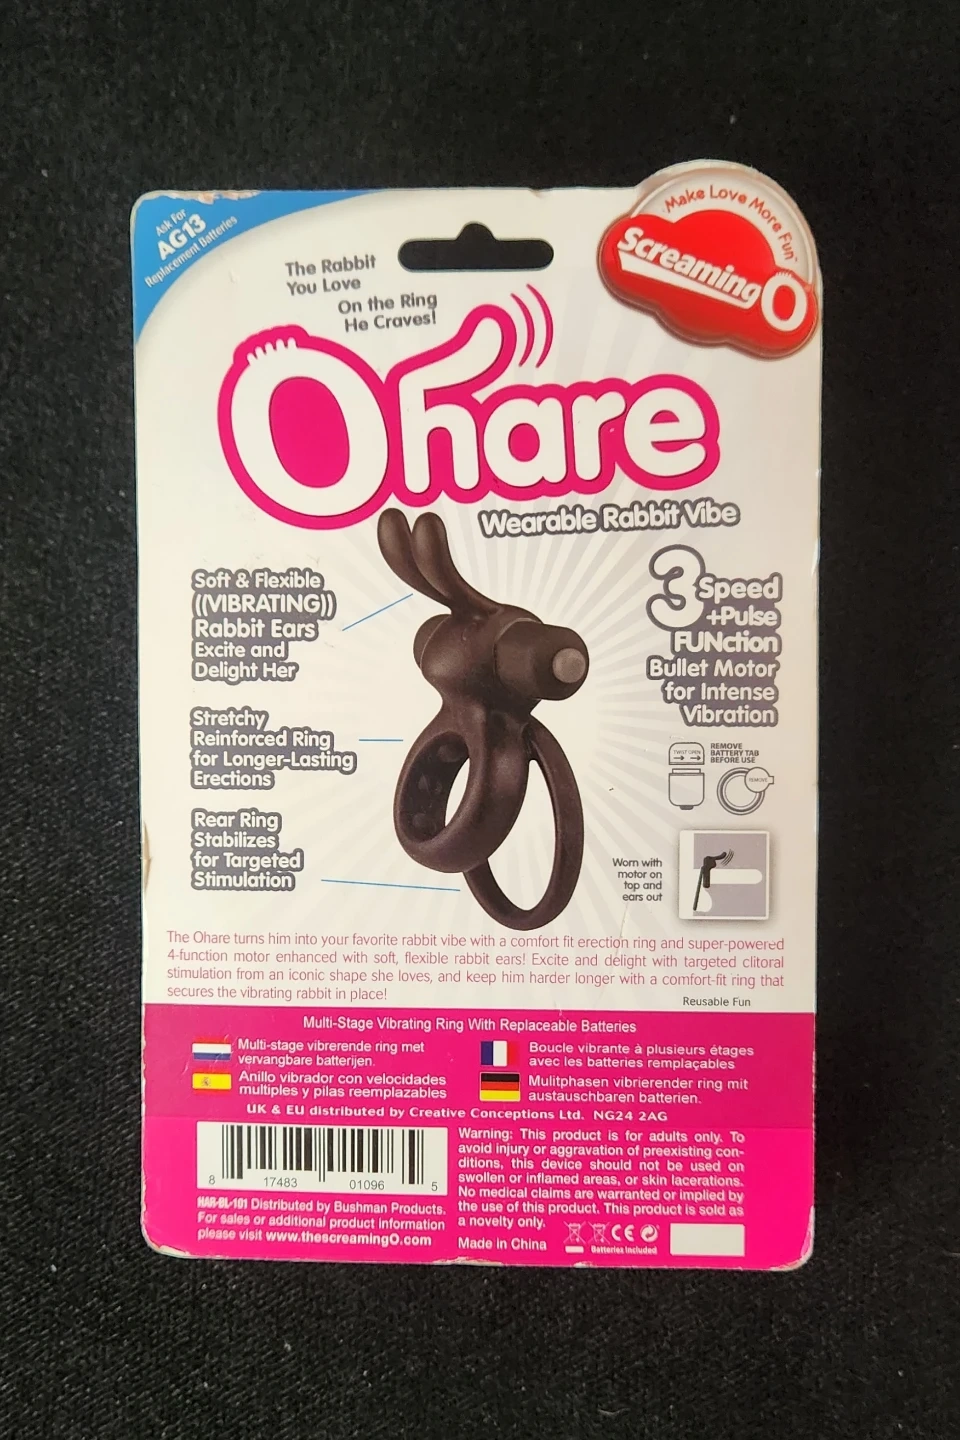 Ask For
AG13
Replacement Batteries
Make Love More Fun™
Screaming O
The Rabbit
You Love
On the Ring
He Craves!
Ohare
Wearable Rabbit Vibe
Soft & Flexible
((VIBRATING))
Rabbit Ears
Excite and
Delight Her
3 Speed
+Pulse
FUNction
Bullet Motor
for Intense
Vibration
Stretchy
Reinforced Ring
for Longer-Lasting
Erections
TWIST OPEN
REMOVE
BATTERY TAB
BEFORE USE
REMOVE
Rear Ring
Stabilizes
for Targeted
Stimulation
Worn with
motor on
top and
ears out
The Ohare turns him into your favorite rabbit vibe with a comfort fit erection ring and super-powered
4-function motor enhanced with soft, flexible rabbit ears! Excite and delight with targeted clitoral
stimulation from an iconic shape she loves, and keep him harder longer with a comfort-fit ring that
secures the vibrating rabbit in place!
Reusable Fun
Multi-Stage Vibrating Ring With Replaceable Batteries
Multi-stage vibrerende ring met
vervangbare batterijen.
Boucle vibrante à plusieurs étages
avec les batteries remplaçables
Anillo vibrador con velocidades
multiples y pilas reemplazables
Mulitphasen vibrierender ring mit
austauschbaren batterien.
UK & EU distributed by Creative Conceptions Ltd. NG24 2AG
8 17483 01096 5
HAR-BL-101 Distributed by Bushman Products.
For sales or additional product information
please visit www.thescreamingO.com
Warning: This product is for adults only. To
avoid injury or aggravation of preexisting con-
ditions, this device should not be used on
swollen or inflamed areas, or skin lacerations.
No medical claims are warranted or implied by
the use of this product. This product is sold as
a novelty only.
Made in China
CE
Batteries Included